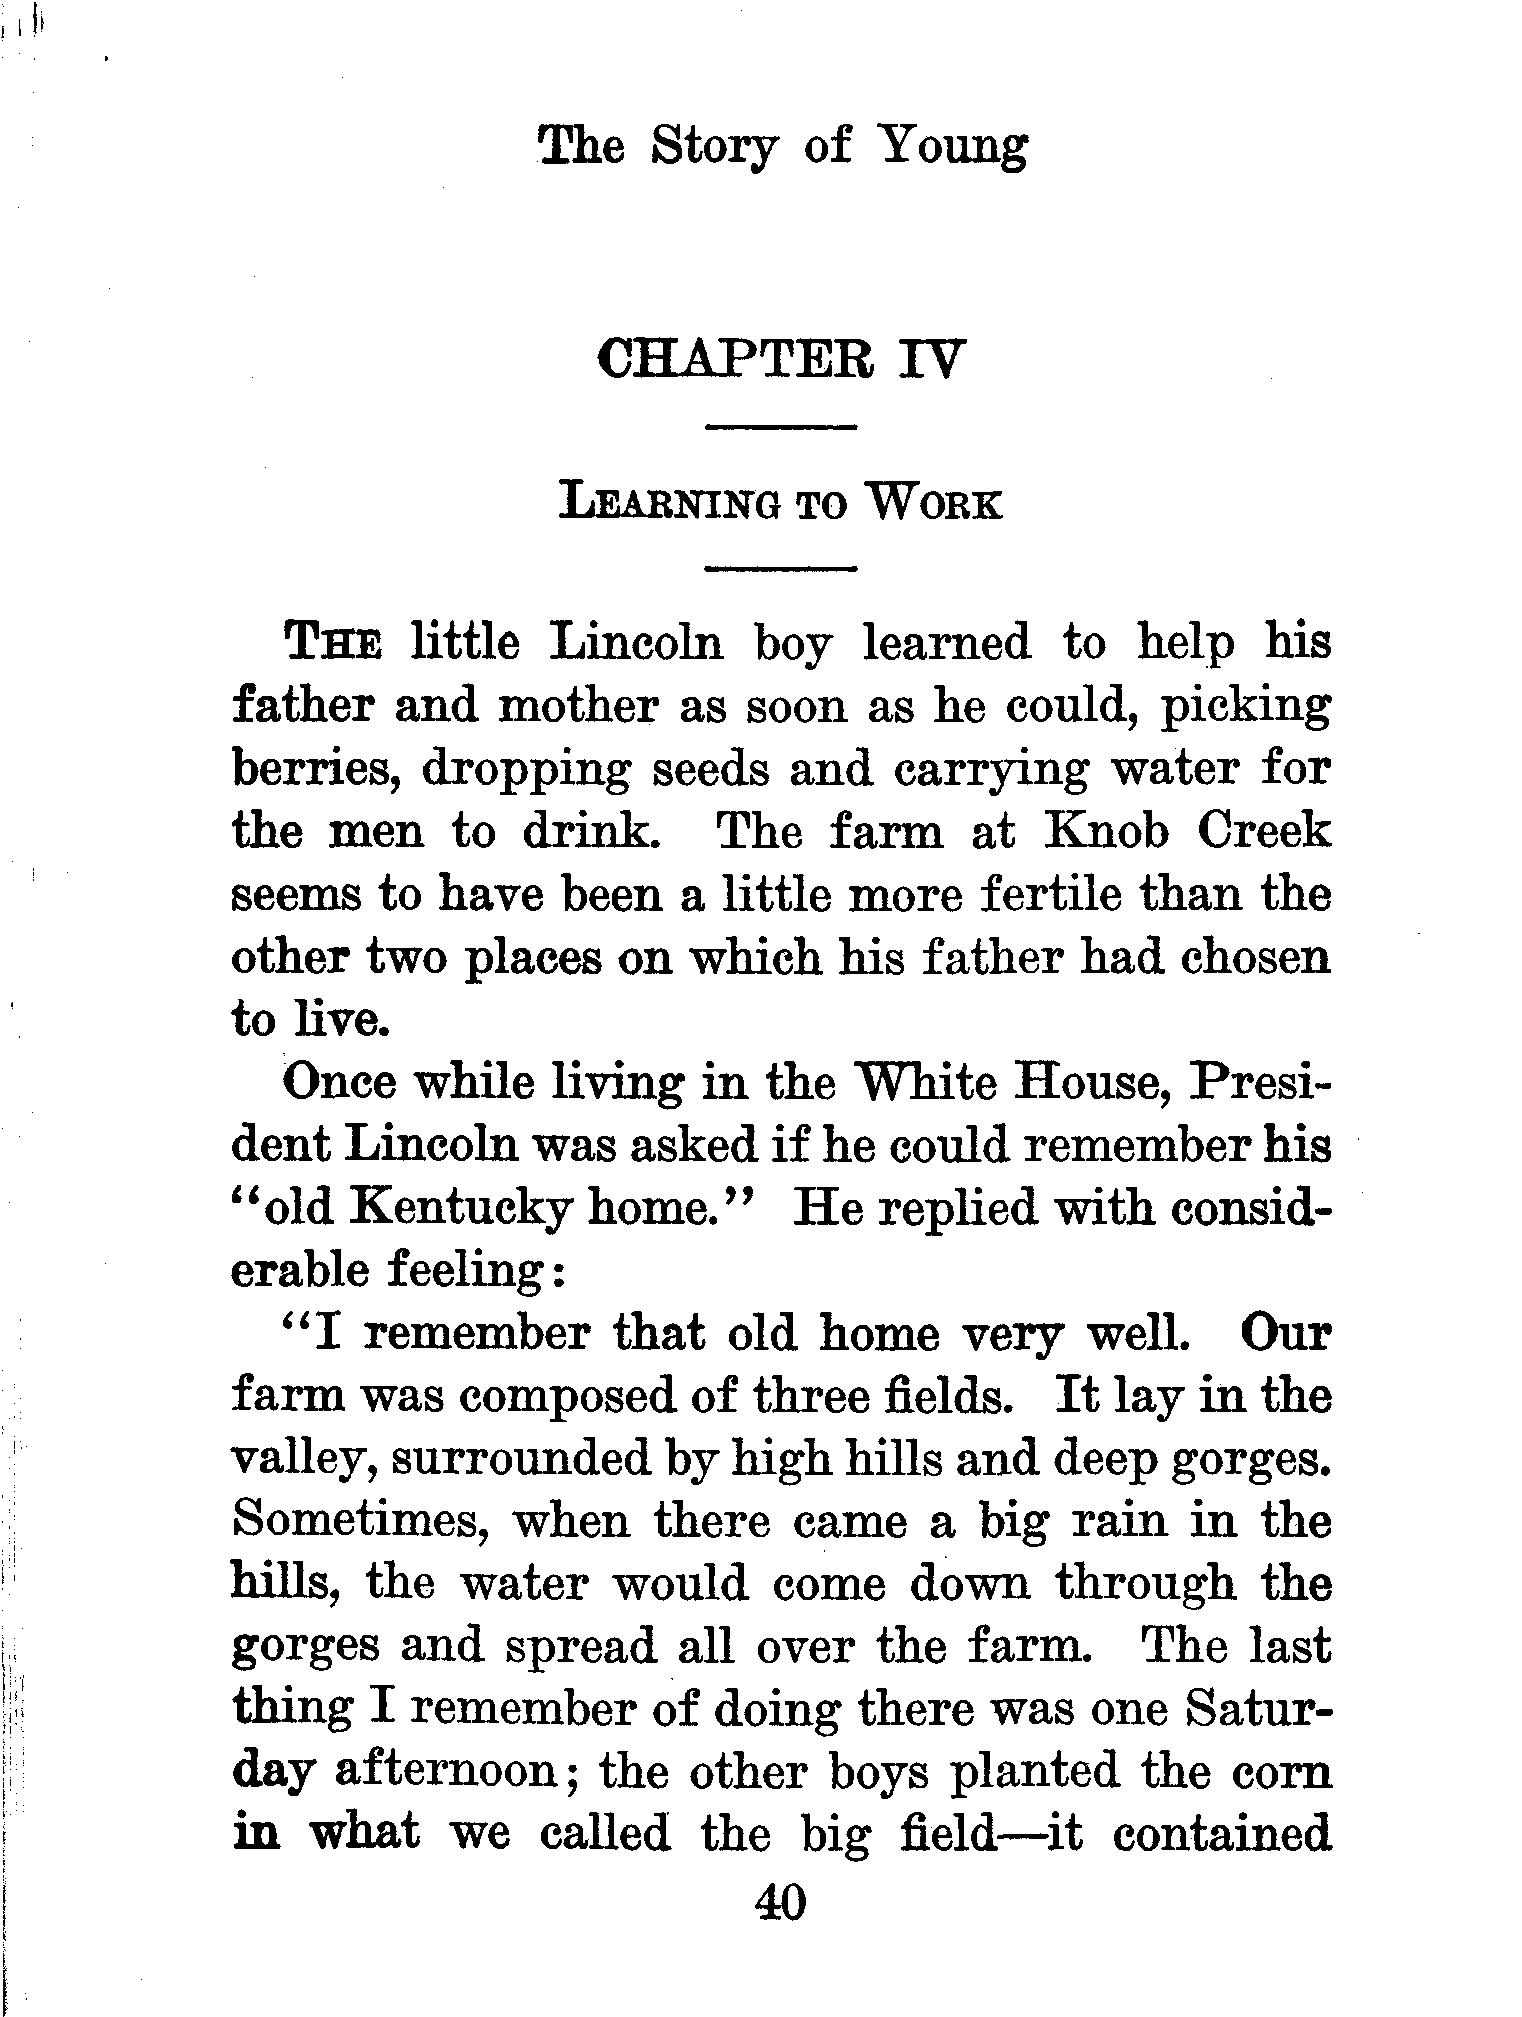 The Story of Young
CHAPTER IV
LEARNING TO WORK
THE little Lincoln boy learned to help his
father and mother as soon as he could, picking
berries, dropping seeds and carrying water for
the men to drink. The farm at Knob Creek
seems to have been a little more fertile than the
other two places on which his father had chosen
to live.
Once while living in the White House, Presi-
dent Lincoln was asked if he could remember his
“old Kentucky home.” He replied with consid-
erable feeling:
“I remember that old home very well. Our
farm was composed of three fields. It lay in the
valley, surrounded by high hills and deep gorges.
Sometimes, when there came a big rain in the
hills, the water would come down through the
gorges and spread all over the farm. The last
thing I remember of doing there was one Satur-
day afternoon; the other boys planted the corn
in what we called the big field—it contained
40